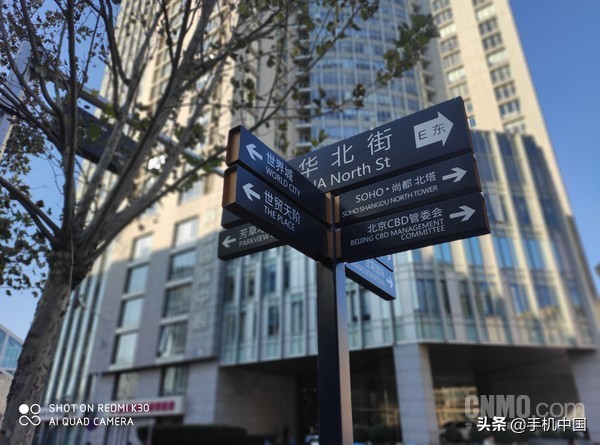 世界城
WORLD CITY
世贸天阶
THE PLACE
PARKVIEW
华北街
IA North St
E东
SOHO·尚都 北塔
SOHO SHANGDU NORTH TOWER
北京CBD管委会
BEIJING CBD MANAGEMENT
COMMITTEE
SHOT ON REDMI K30
AI QUAD CAMERA
CNMO.com
头条 @手机中国